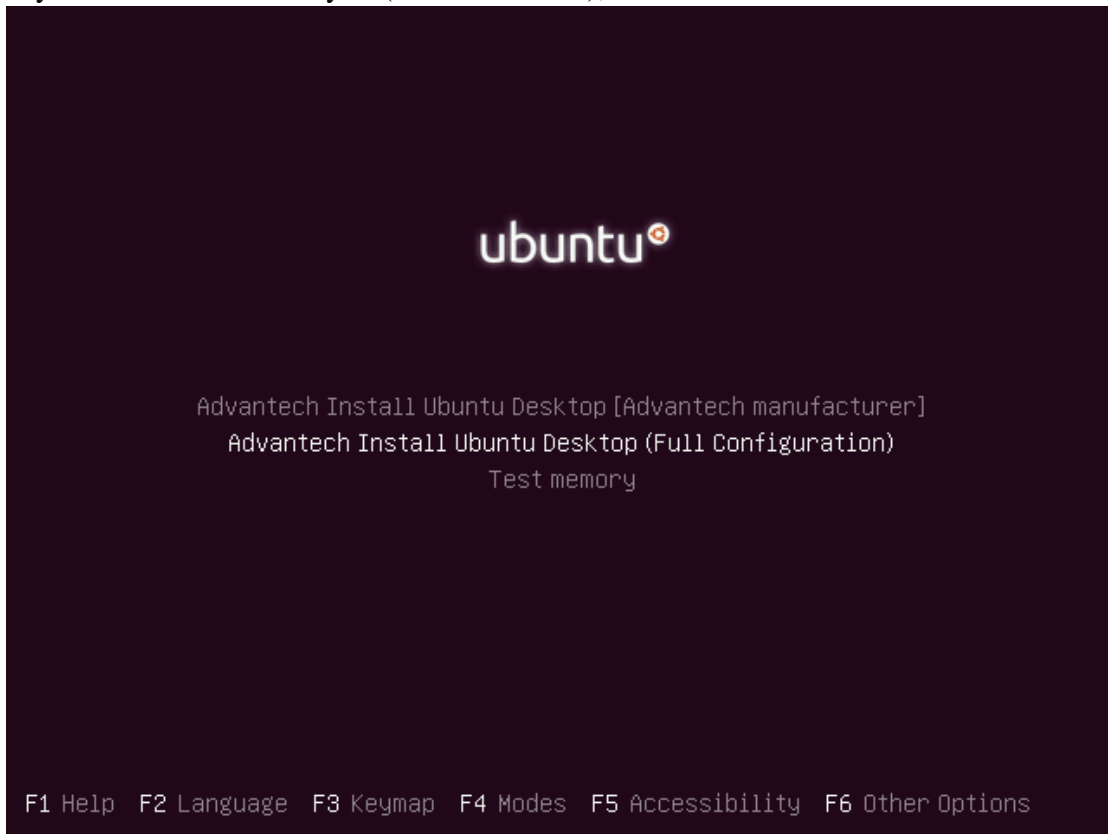 ubuntu
Advantech Install Ubuntu Desktop [Advantech manufacturer]
Advantech Install Ubuntu Desktop (Full Configuration)
Test memory
F1 Help F2 Language F3 Keymap F4 Modes F5 Accessibility F6 Other Options